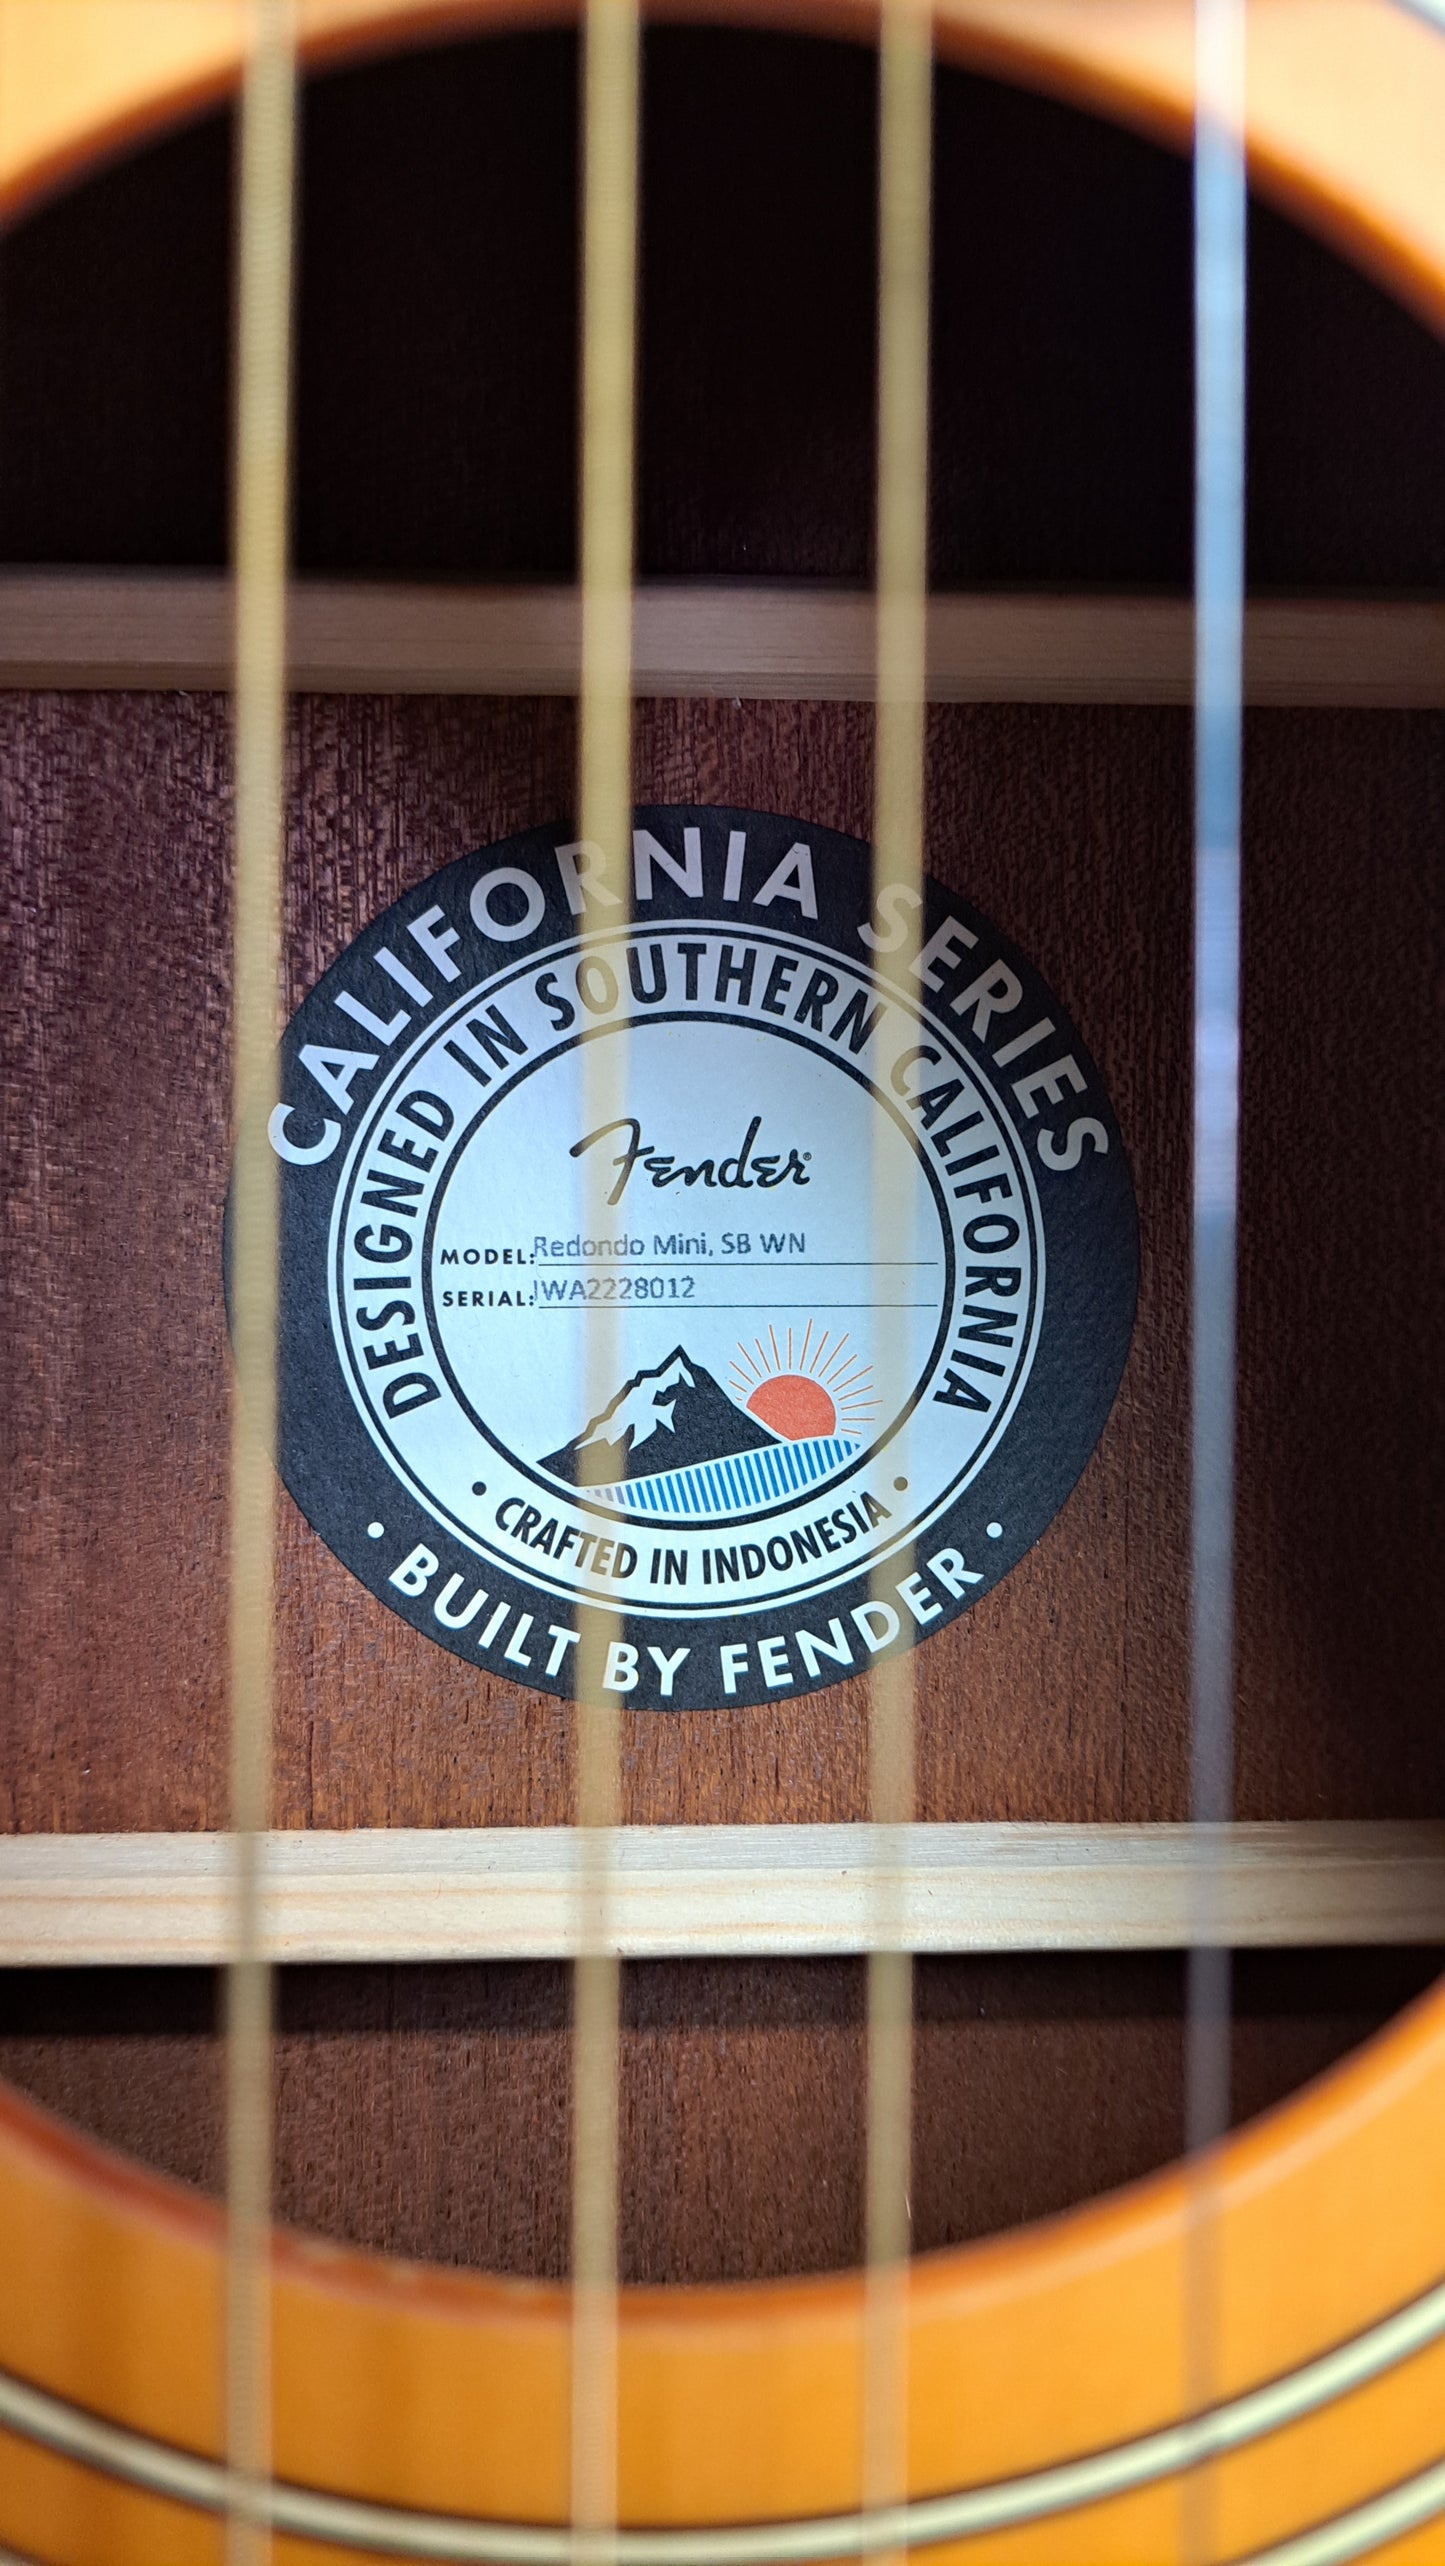 CALIFORNIA SERIES
DESIGNED IN SOUTHERN CALIFORNIA
Fender®
MODEL: Redondo Mini, SB WN
SERIAL: IWA2228012
• CRAFTED IN INDONESIA •
• BUILT BY FENDER •